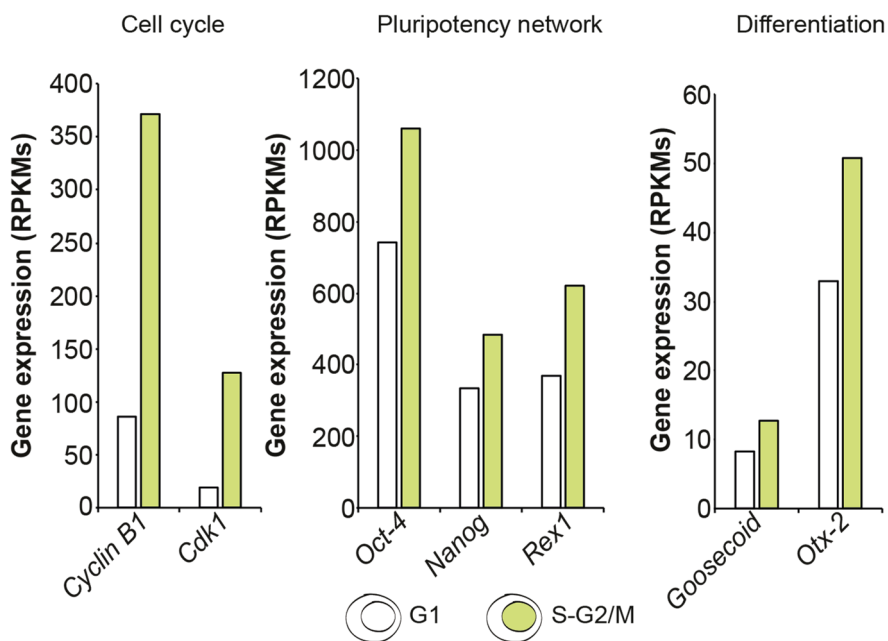 Cell cycle
Pluripotency network
Differentiation
Gene expression (RPKMs)
400
350
300
250
200
150
100
50
0
Cyclin B1
Cdk1
Gene expression (RPKMs)
1200
1000
800
600
400
200
0
Oct-4
Nanog
Rex1
Gene expression (RPKMs)
60
50
40
30
20
10
0
Goosecoid
Otx-2
G1
S-G2/M